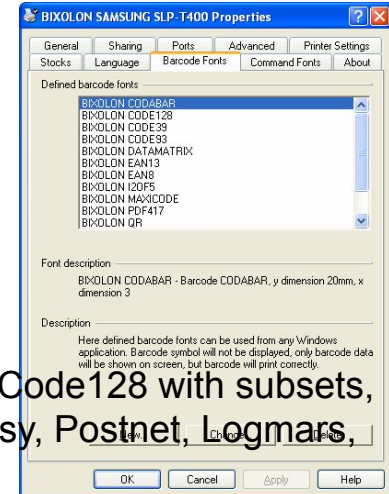 BIXOLON SAMSUNG SLP-T400 Properties
General Sharing Ports Advanced Printer Settings
Stocks Language Barcode Fonts Command Fonts About
Defined barcode fonts
BIXOLON CODABAR
BIXOLON CODE128
BIXOLON CODE39
BIXOLON CODE93
BIXOLON DATAMATRIX
BIXOLON EAN13
BIXOLON EAN8
BIXOLON I2OF5
BIXOLON MAXICODE
BIXOLON PDF417
BIXOLON QR
Font description
BIXOLON CODABAR - Barcode CODABAR, y dimension 20mm, x
dimension 3
Description
Here defined barcode fonts can be used from any Windows
application. Barcode symbol will not be displayed, only barcode data
will be shown on screen, but barcode will print correctly.
Code128 with subsets,
sy, Postnet, Logmars,
OK Cancel Apply Help